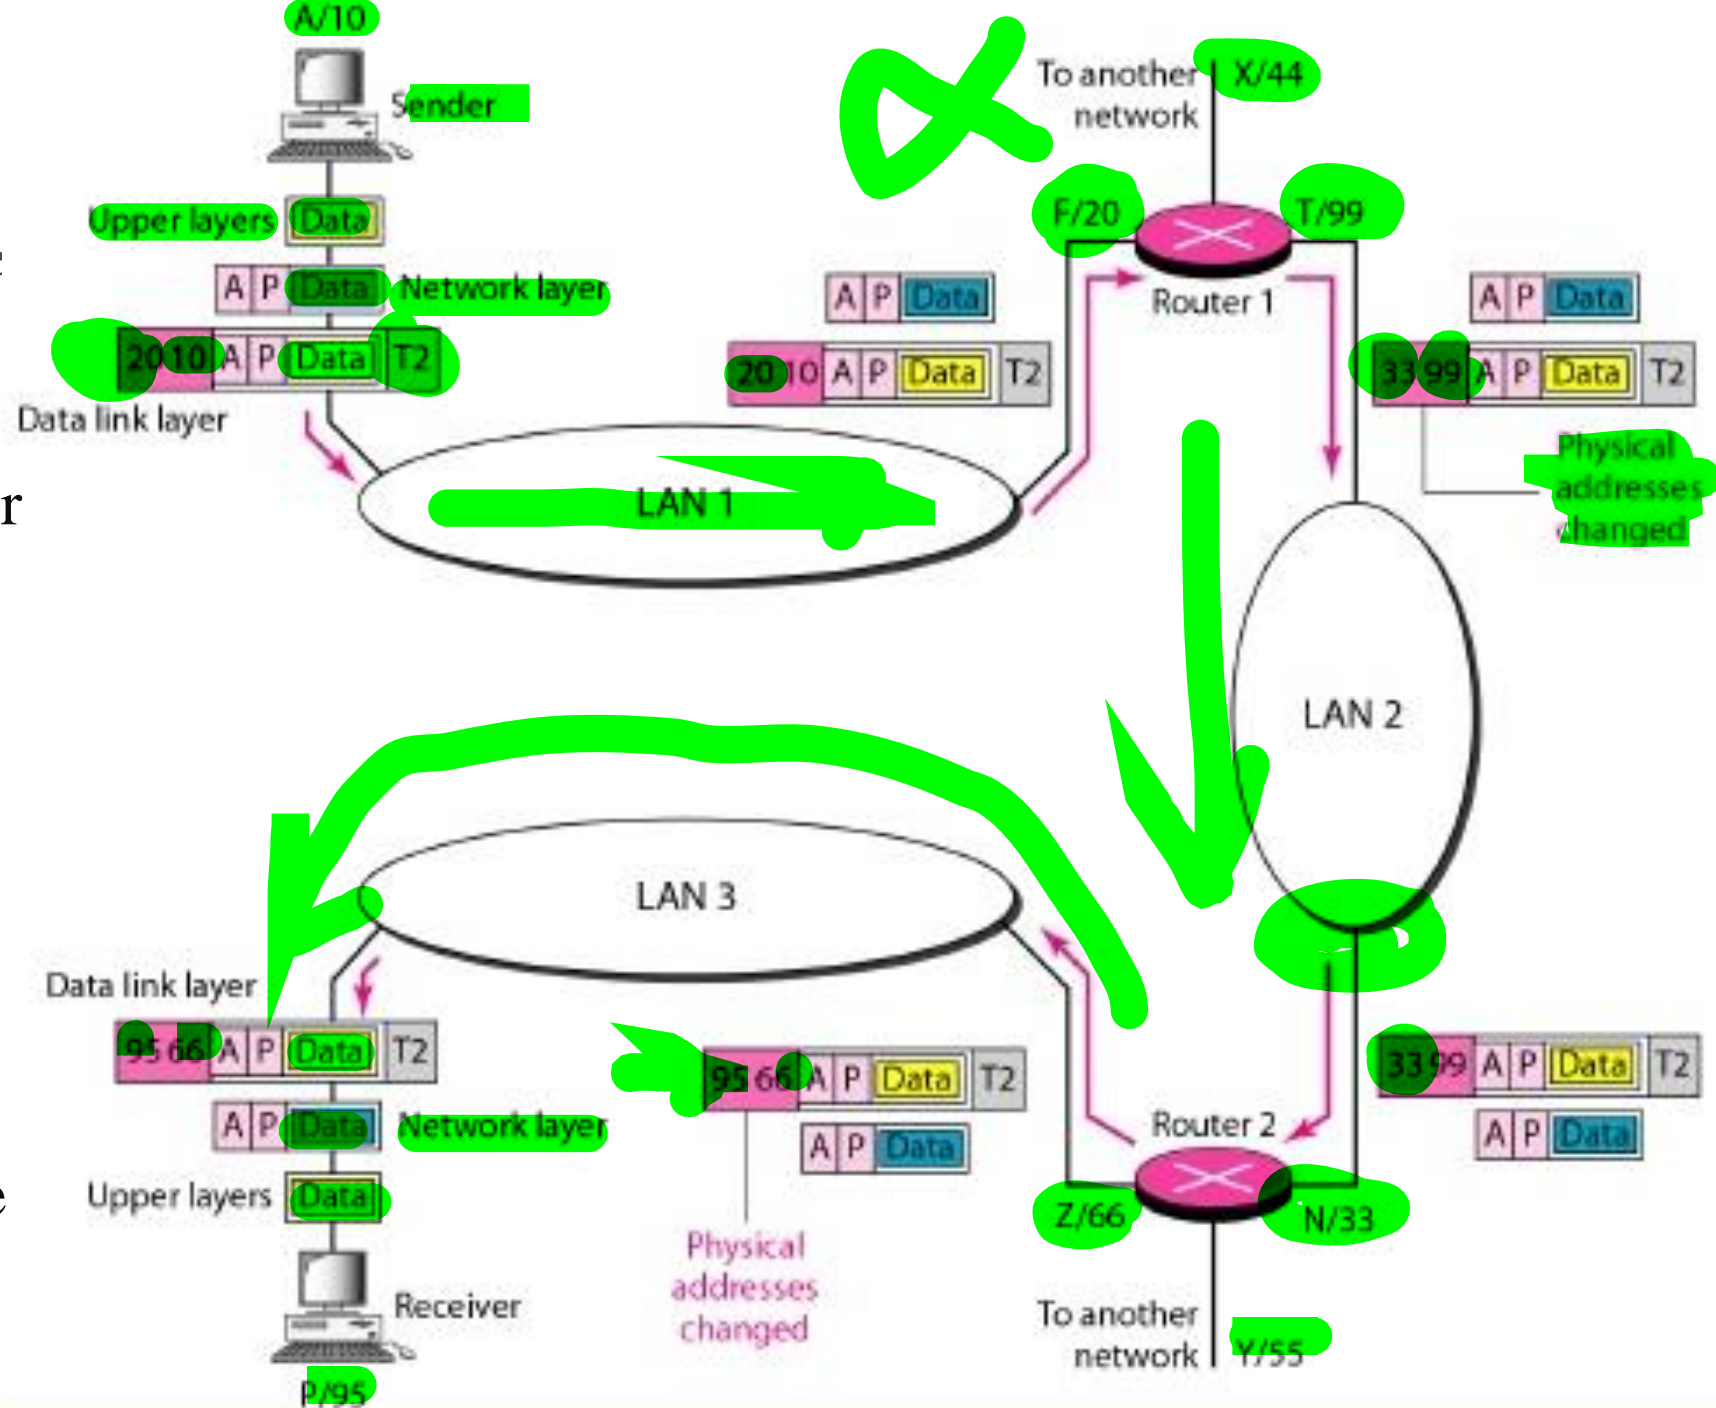 A/10
Sender
Upper layers Data
A P Data Network layer
20 10 A P Data T2
Data link layer
To another
network
X/44
F/20
T/99
Router 1
A P Data
20 10 A P Data T2
A P Data
33 99 A P Data T2
Physical
addresses
changed
LAN 1
r
LAN 2
LAN 3
Data link layer
95 66 A P Data T2
A P Data Network layer
Upper layers Data
Receiver
P/95
95 66 A P Data T2
A P Data
Physical
addresses
changed
Router 2
33 99 A P Data T2
A P Data
Z/66
N/33
To another
network
Y/55
e